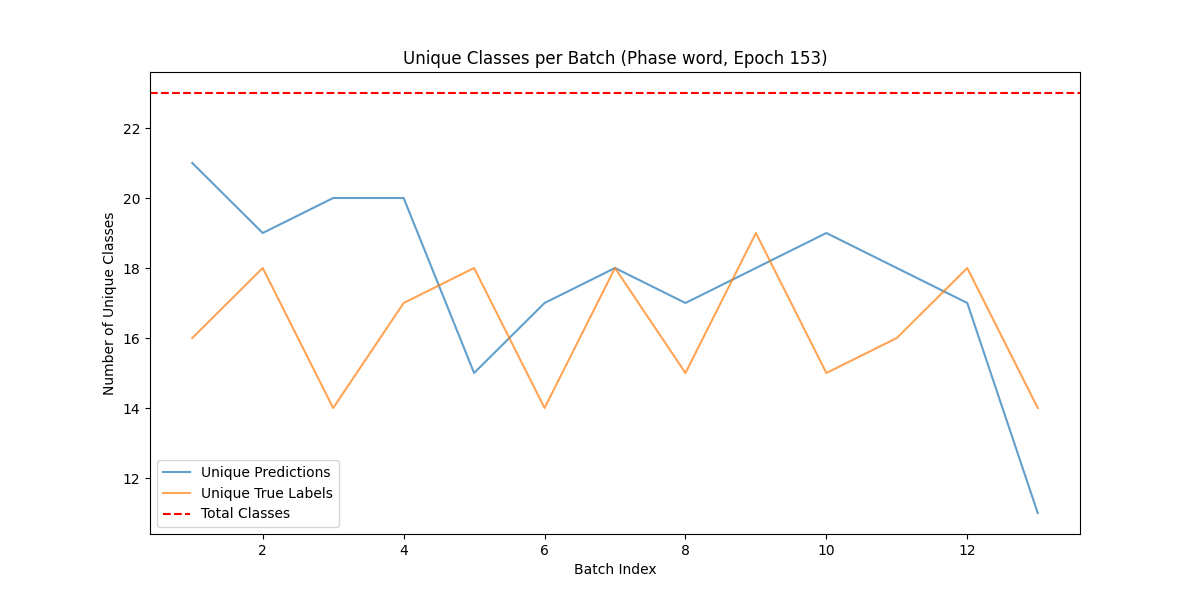 Unique Classes per Batch (Phase word, Epoch 153)
Number of Unique Classes
22
20
18
16
14
12
Unique Predictions
Unique True Labels
Total Classes
2
4
6
8
10
12
Batch Index